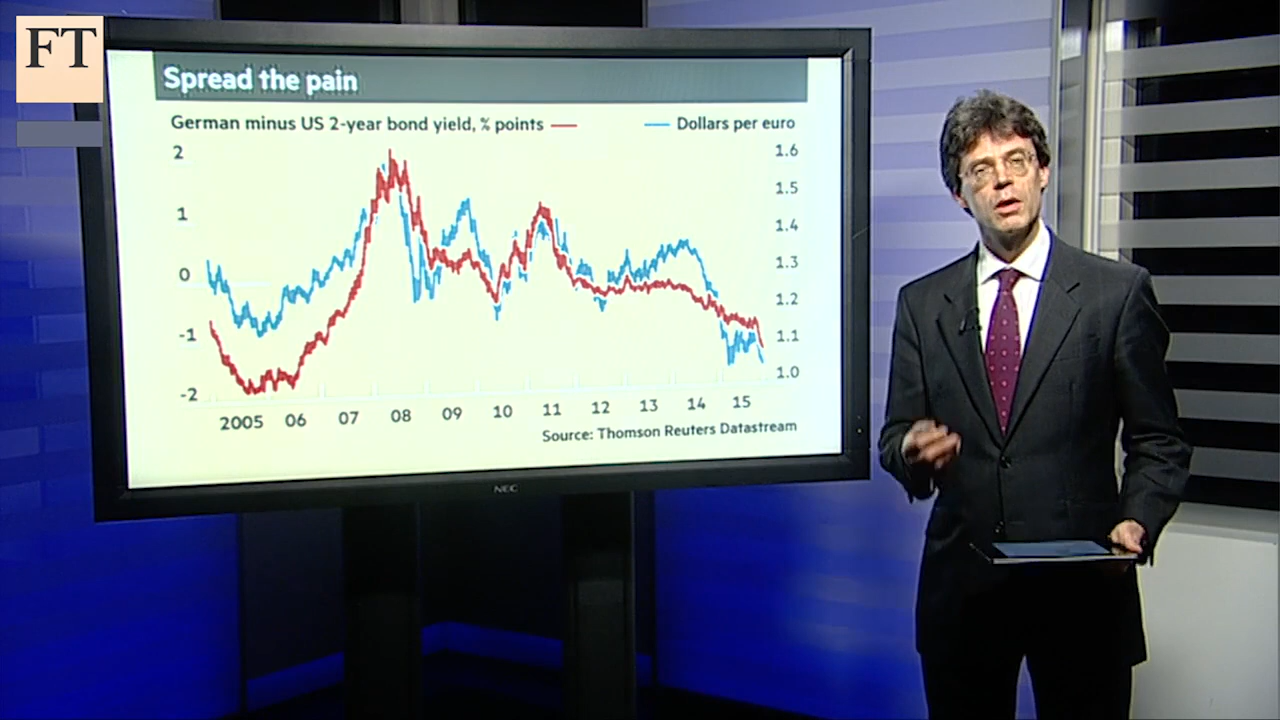 FT
Spread the pain
German minus US 2-year bond yield, % points
Dollars per euro
2
1
0
-1
-2
1.6
1.5
1.4
1.3
1.2
1.1
1.0
2005 06 07 08 09 10 11 12 13 14 15
Source: Thomson Reuters Datastream
NEC